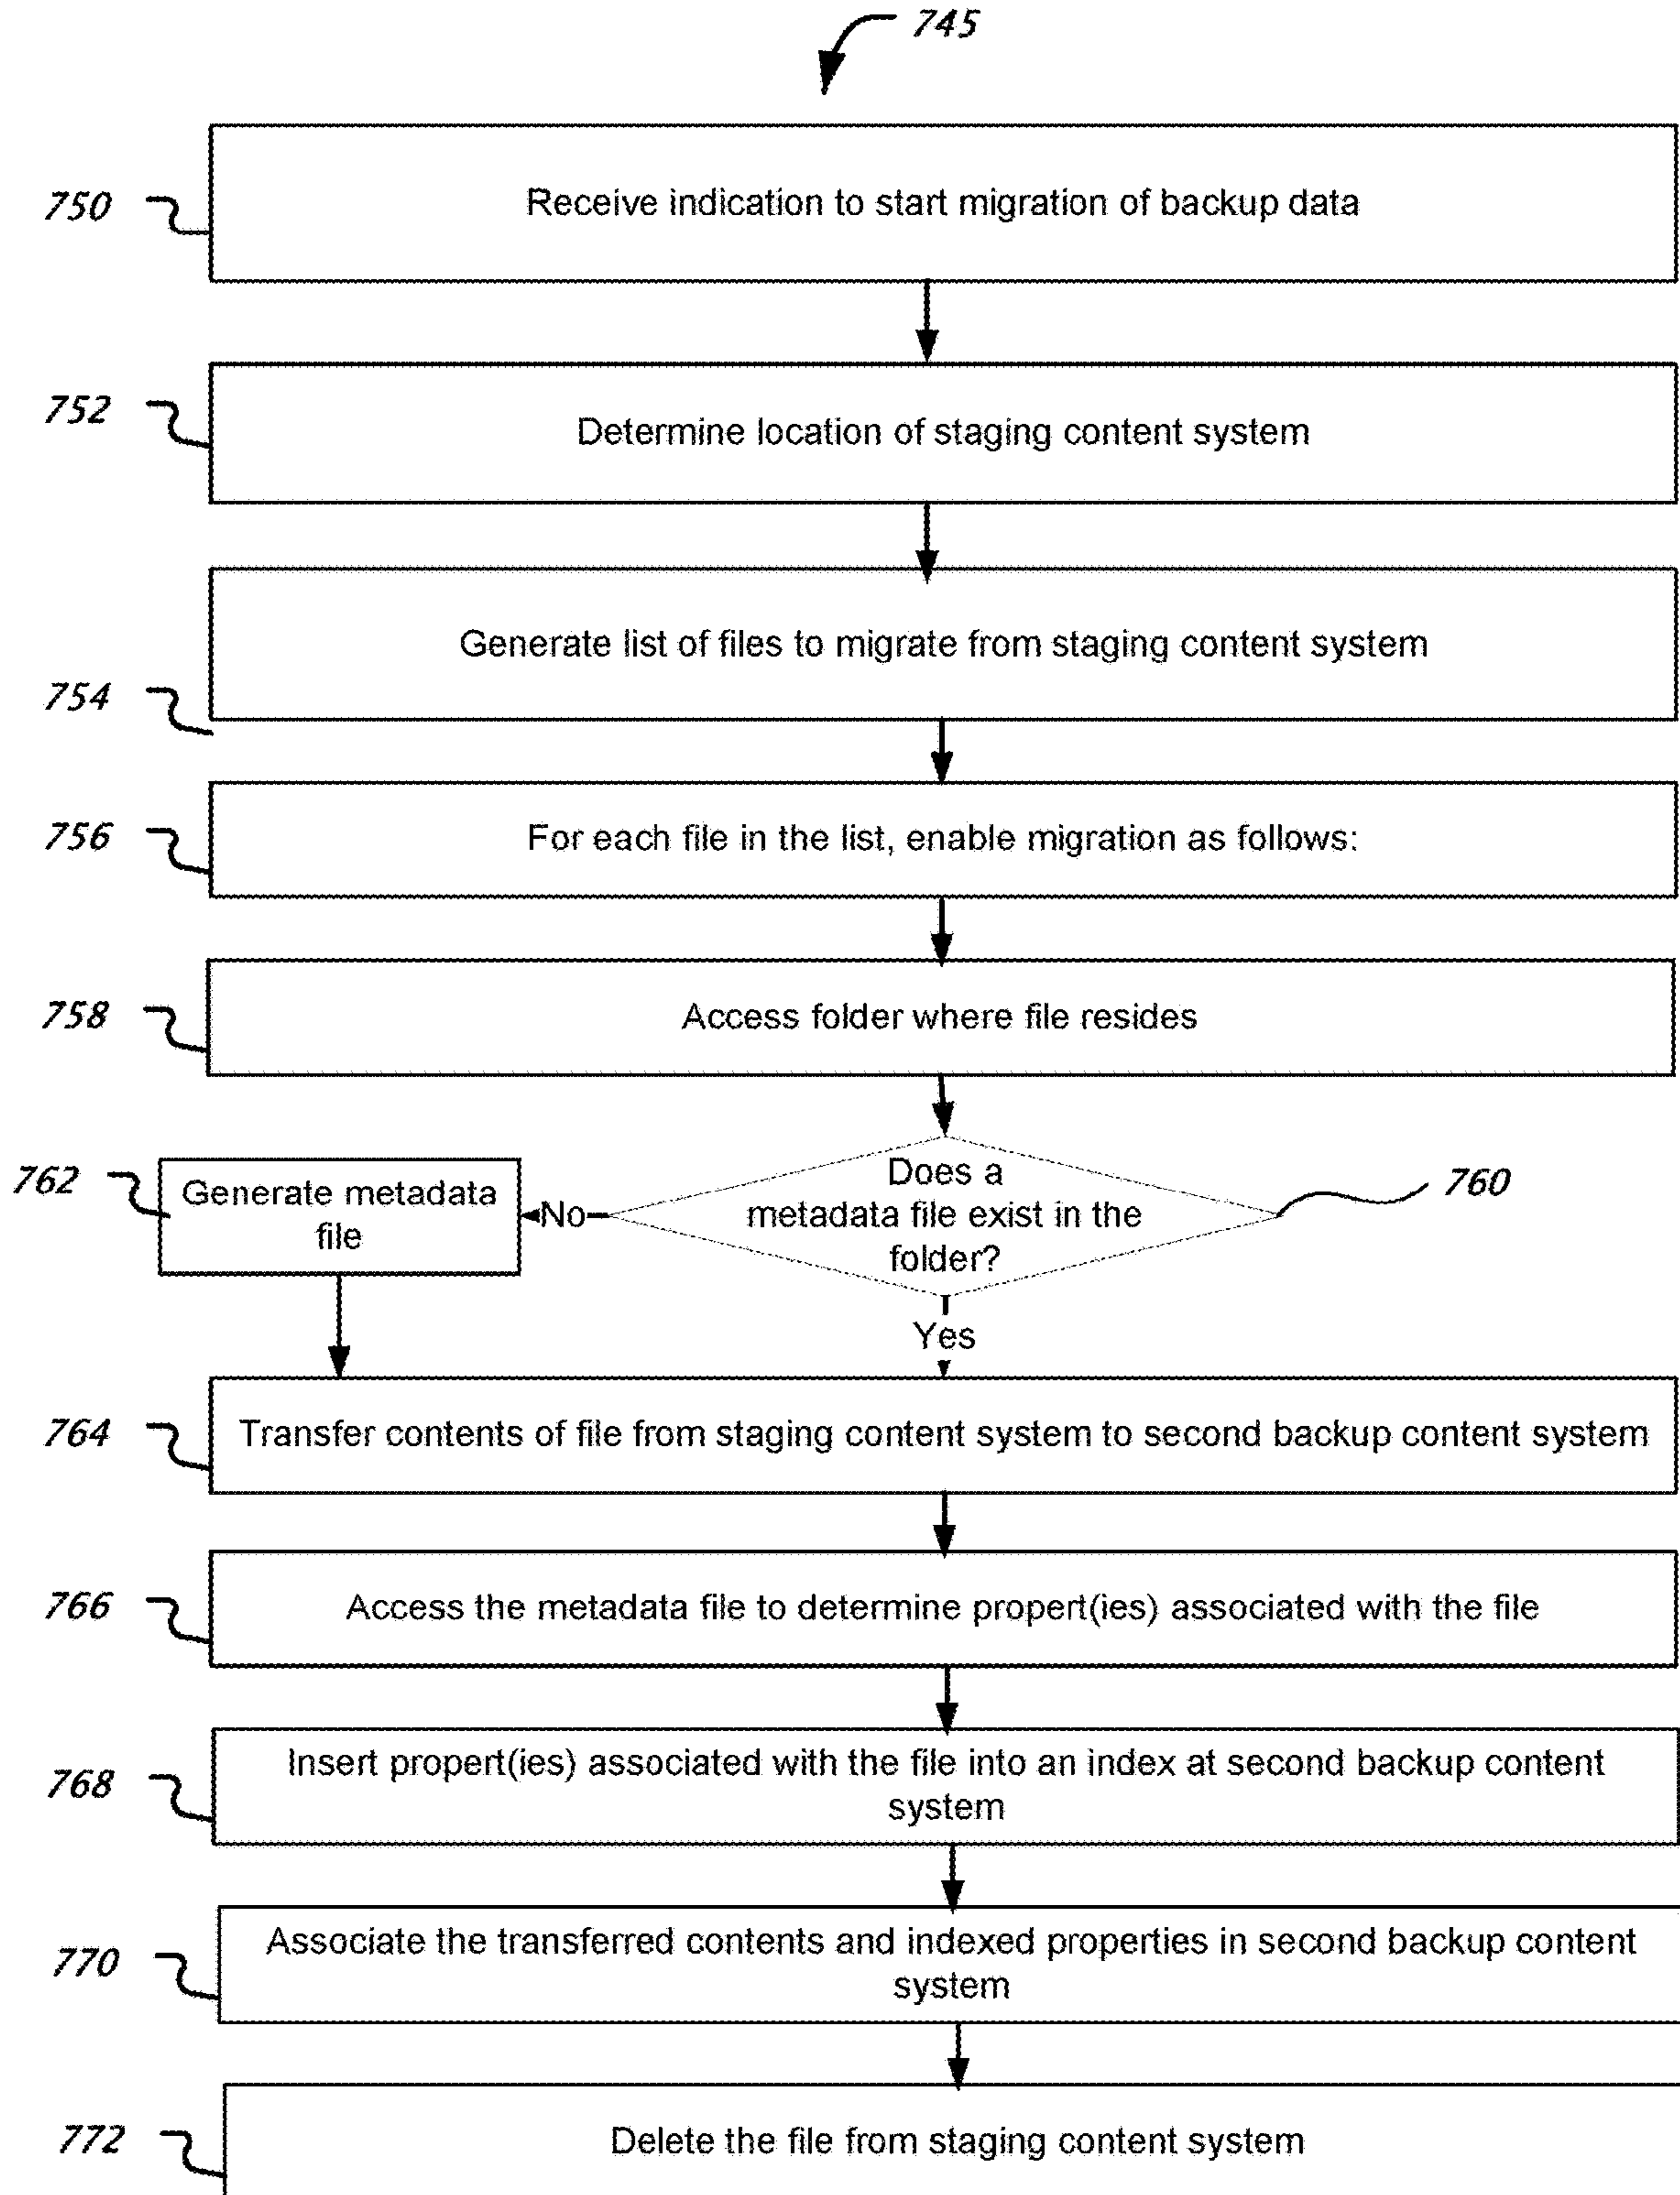 745
750
Receive indication to start migration of backup data
752
Determine location of staging content system
Generate list of files to migrate from staging content system
754
756
For each file in the list, enable migration as follows:
758
Access folder where file resides
762
Generate metadata
file
No
Does a
metadata file exist in the
folder?
760
Yes
764
Transfer contents of file from staging content system to second backup content system
766
Access the metadata file to determine propert(ies) associated with the file
768
Insert propert(ies) associated with the file into an index at second backup content
system
770
Associate the transferred contents and indexed properties in second backup content
system
772
Delete the file from staging content system